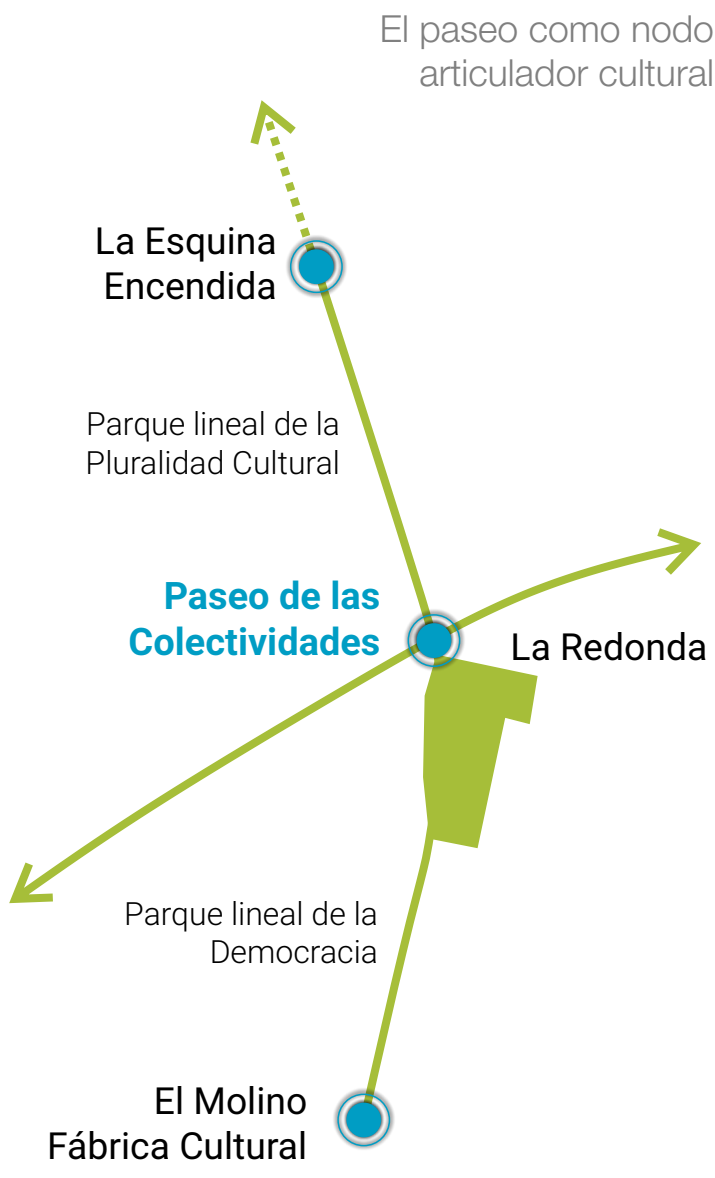 El paseo como nodo
articulador cultural
La Esquina
Encendida
Parque lineal de la
Pluralidad Cultural
Paseo de las
Colectividades
La Redonda
Parque lineal de la
Democracia
El Molino
Fábrica Cultural